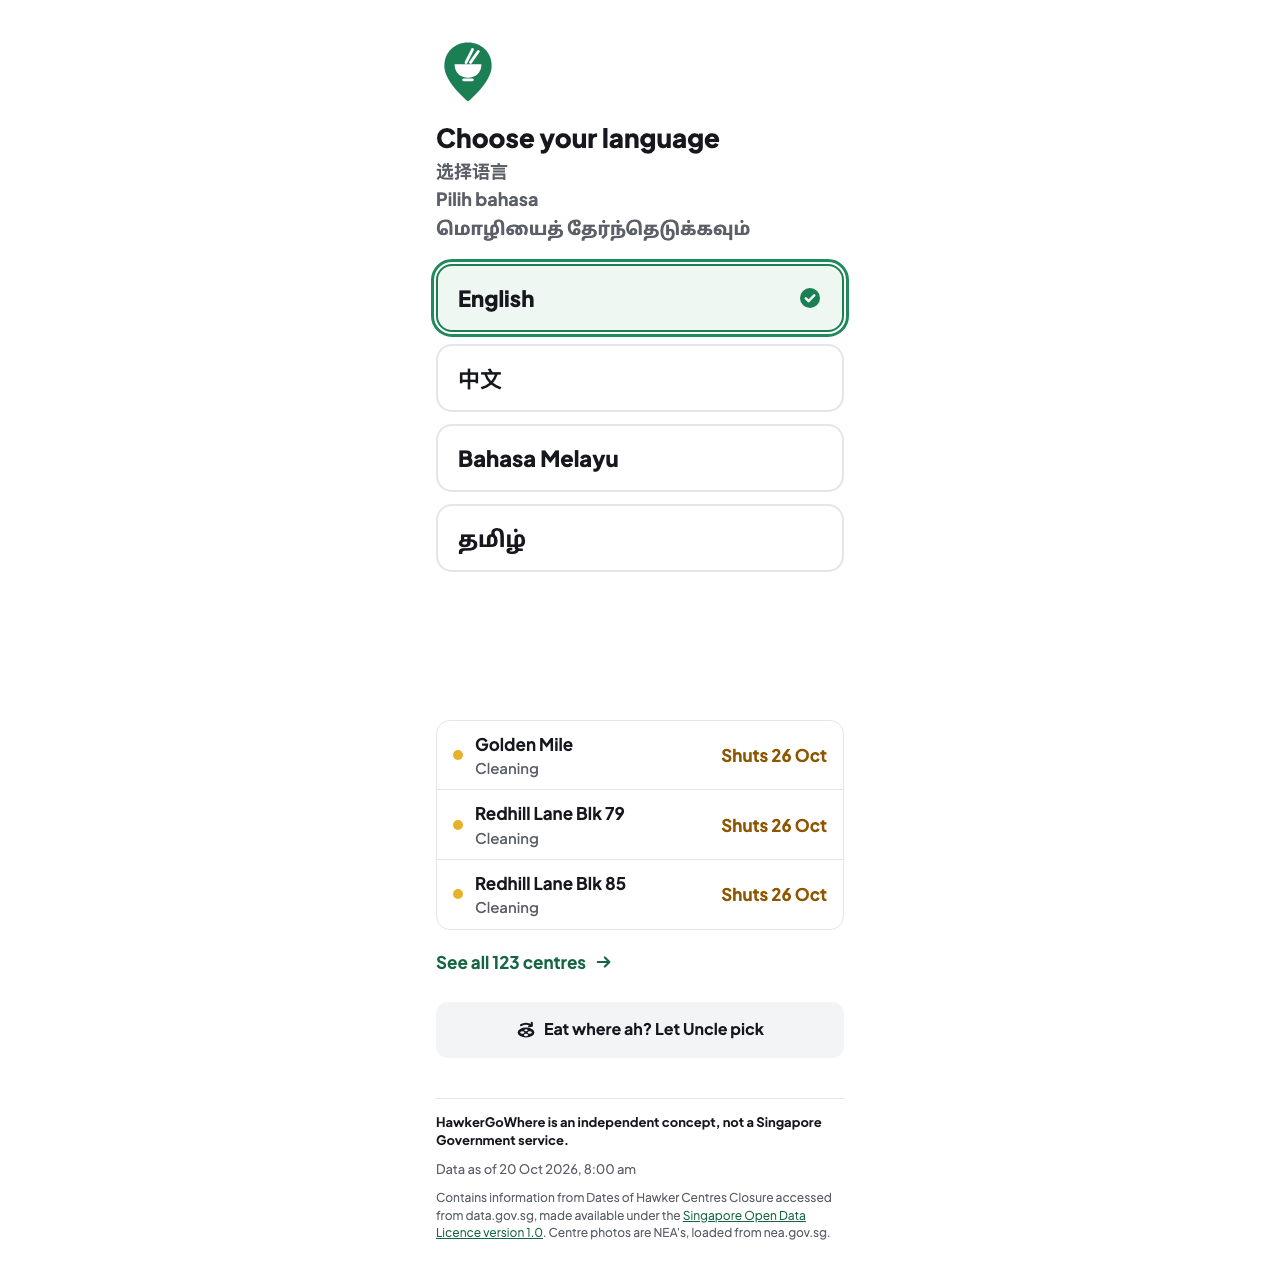 Choose your language
选择语言
Pilih bahasa
மொழியைத் தேர்ந்தெடுக்கவும்
English
中文
Bahasa Melayu
தமிழ்
Golden Mile
Cleaning
Shuts 26 Oct
Redhill Lane Blk 79
Cleaning
Shuts 26 Oct
Redhill Lane Blk 85
Cleaning
Shuts 26 Oct
See all 123 centres
Eat where ah? Let Uncle pick
HawkerGoWhere is an independent concept, not a Singapore
Government service.
Data as of 20 Oct 2026, 8:00 am
Contains information from Dates of Hawker Centres Closure accessed
from data.gov.sg, made available under the Singapore Open Data
Licence version 1.0. Centre photos are NEA's, loaded from nea.gov.sg.